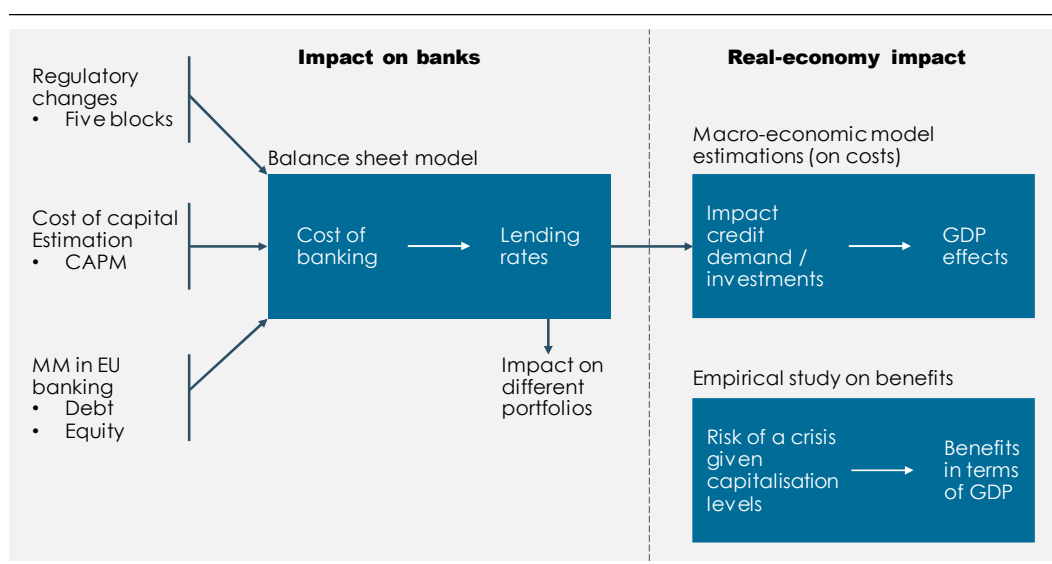 Impact on banks
Real-economy impact
Regulatory
changes
• Five blocks
Cost of capital
Estimation
• CAPM
MM in EU
banking
• Debt
• Equity
Balance sheet model
Cost of
banking
Lending
rates
Impact on
different
portfolios
Macro-economic model
estimations (on costs)
Impact
credit
demand /
investments
GDP
effects
Empirical study on benefits
Risk of a crisis
given
capitalisation
levels
Benefits
in terms
of GDP